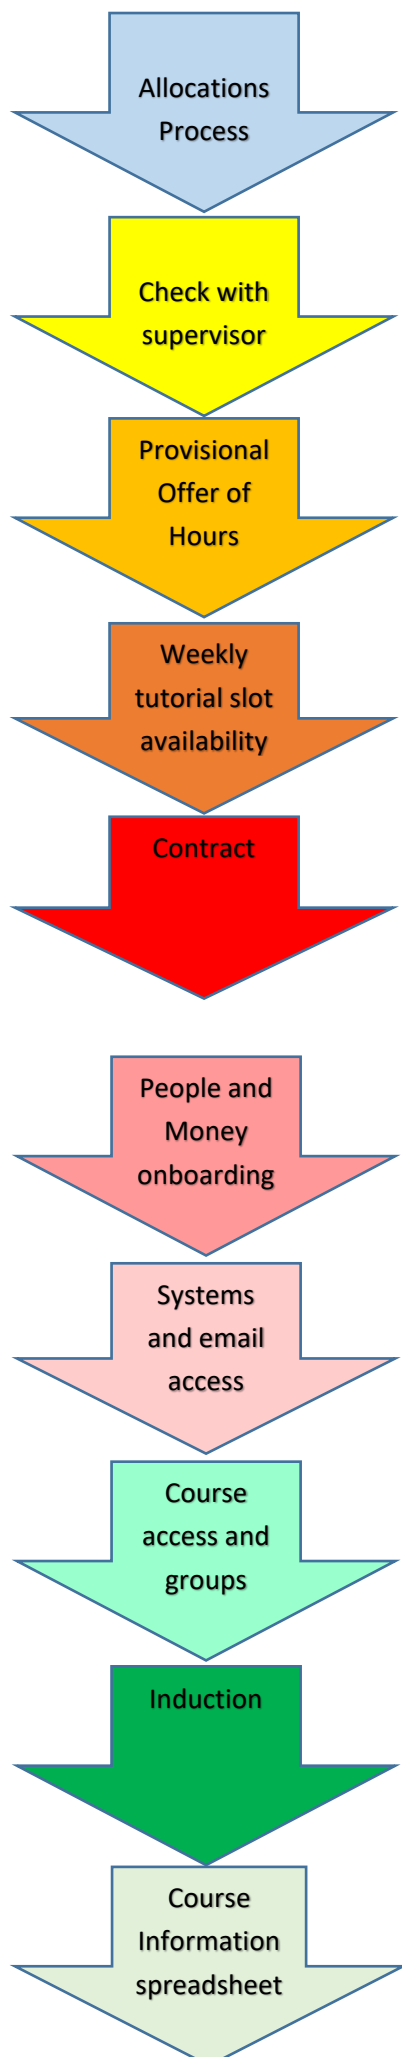 Allocations
Process
Check with
supervisor
Provisional
Offer of
Hours
Weekly
tutorial slot
availability
Contract
People and
Money
onboarding
Systems
and email
access
Course
access and
groups
Induction
Course
Information
spreadsheet